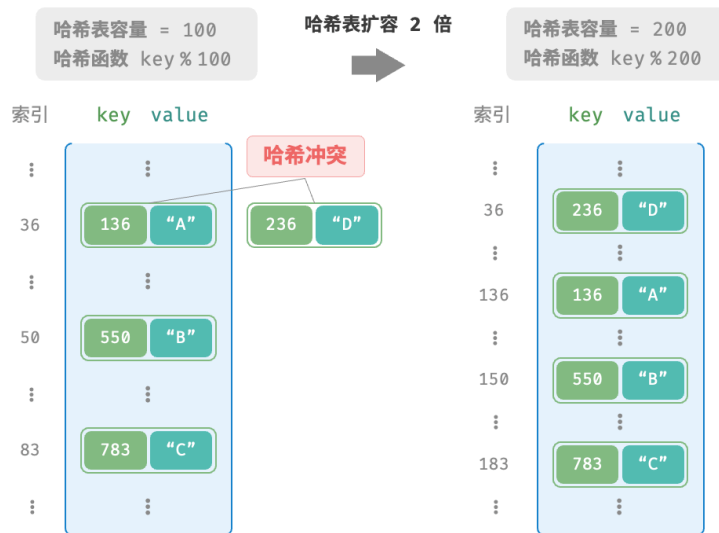 哈希表容量 = 100
哈希函数 key % 100
哈希表扩容 2 倍
哈希表容量 = 200
哈希函数 key % 200
索引 key value
哈希冲突
36 136 “A” 236 “D”
50 550 “B”
83 783 “C”
索引 key value
36 236 “D”
136 136 “A”
150 550 “B”
183 783 “C”